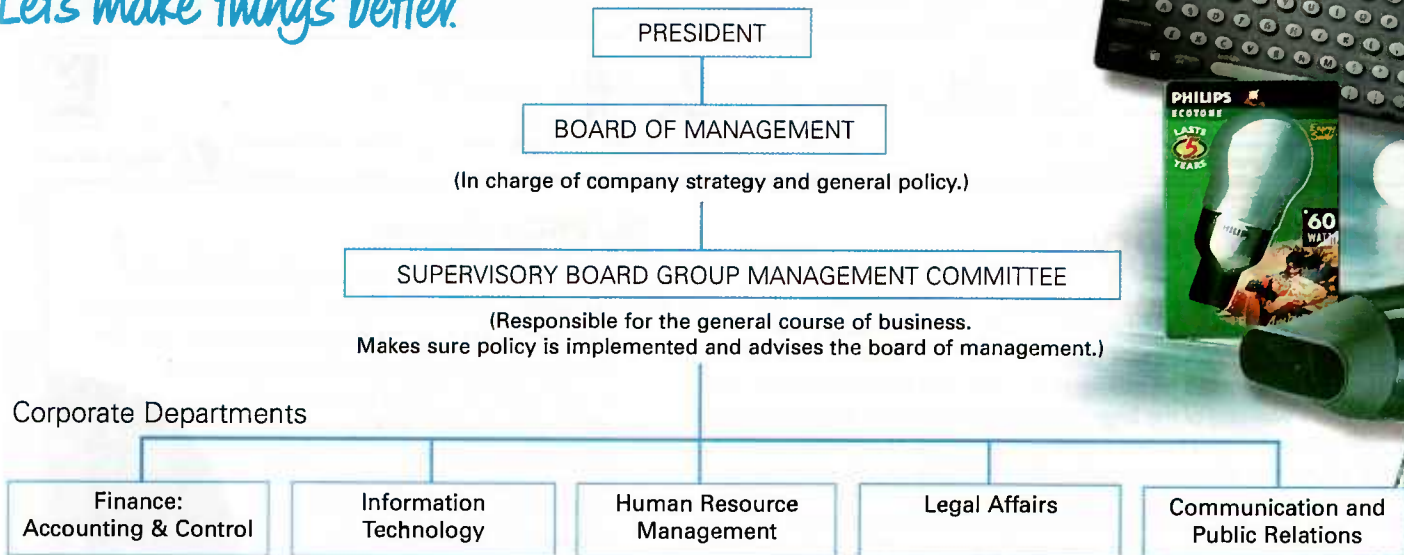 Let's make things better.
PRESIDENT
BOARD OF MANAGEMENT
(In charge of company strategy and general policy.)
SUPERVISORY BOARD GROUP MANAGEMENT COMMITTEE
(Responsible for the general course of business.
Makes sure policy is implemented and advises the board of management.)
Corporate Departments
Finance:
Accounting & Control
Information
Technology
Human Resource
Management
Legal Affairs
Communication and
Public Relations
PHILIPS
ECOTONE
LASTS
5
YEARS
Energy
Saver
60
WATT